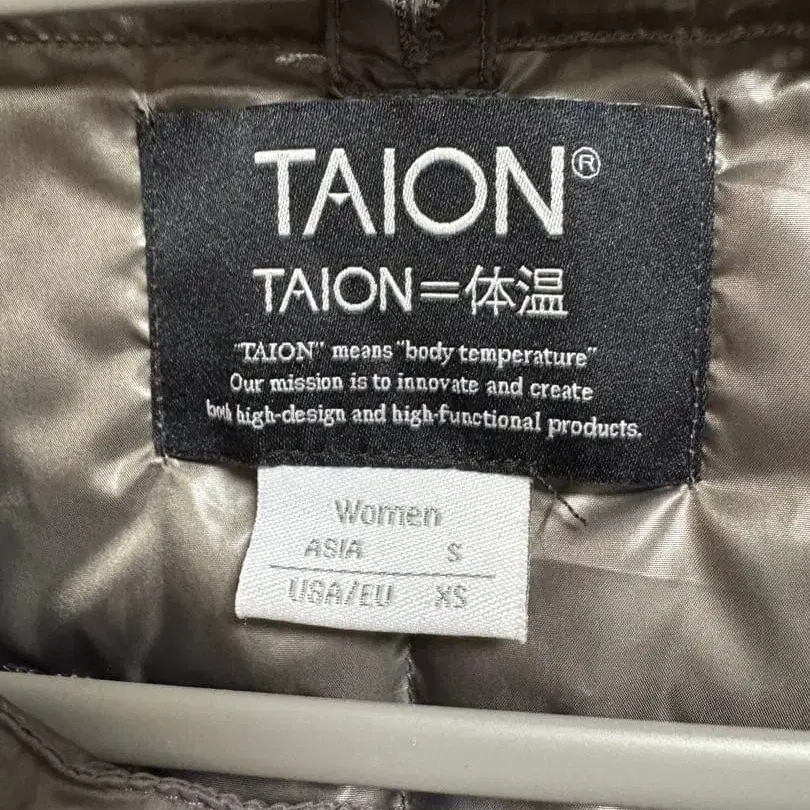 TAION®
TAION=体温
"TAION" means "body temperature"
Our mission is to innovate and create
both high-design and high-functional products.
Women
ASIA S
USA/EU XS